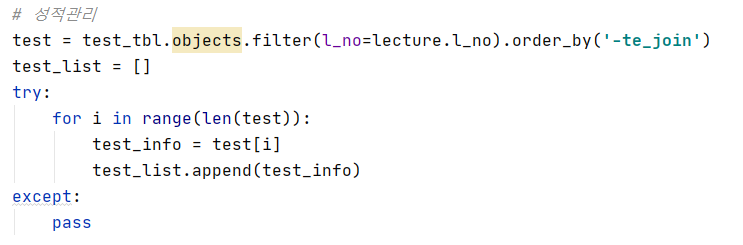 # 성적관리
test = test_tbl.objects.filter(l_no=lecture.l_no).order_by('-te_join')
test_list = []
try:
    for i in range(len(test)):
        test_info = test[i]
        test_list.append(test_info)
except:
    pass